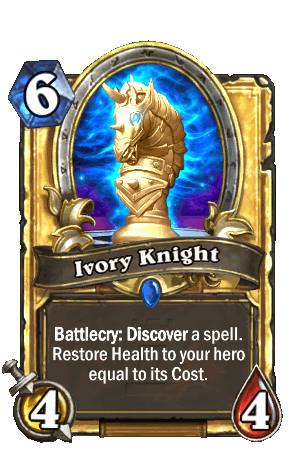 6
Ivory Knight
Battlecry: Discover a spell.
Restore Health to your hero
equal to its Cost.
4
4